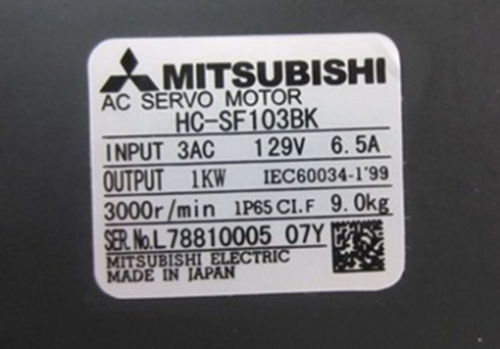 MITSUBISHI
AC SERVO MOTOR
HC-SF103BK
INPUT 3AC 129V 6.5A
OUTPUT 1KW IEC60034-1'99
3000r/min IP65 CI.F 9.0kg
SER.No.L78810005 07Y
MITSUBISHI ELECTRIC
MADE IN JAPAN